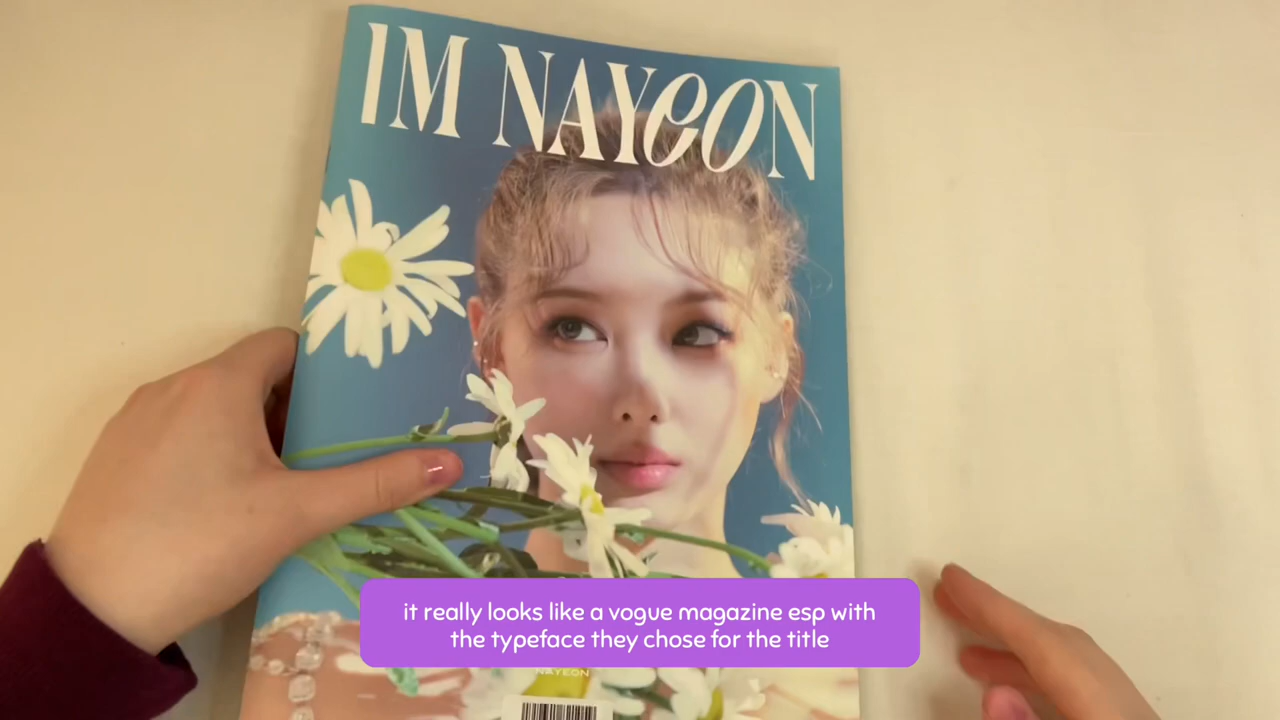 IM NAYEON
it really looks like a vogue magazine esp with
the typeface they chose for the title
NAYEON